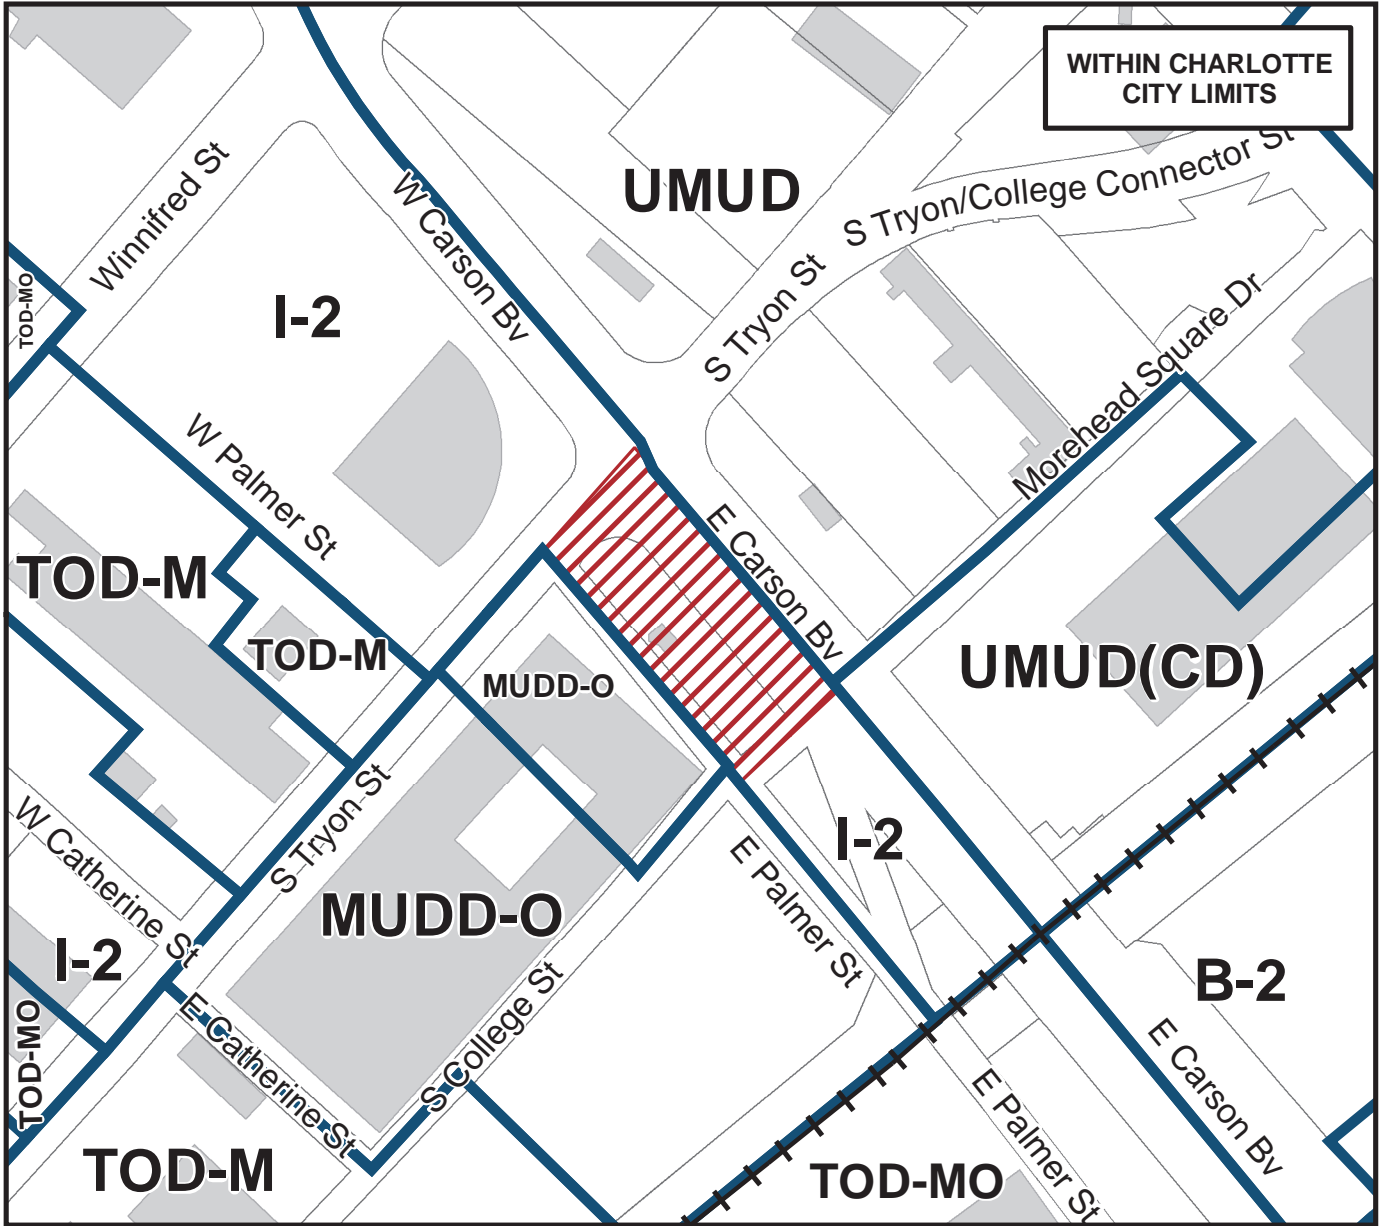 WITHIN CHARLOTTE
CITY LIMITS
UMUD
S Tryon/College Connector St
Winnifred St
W Carson Bv
S Tryon St
TOD-MO
I-2
Morehead Square Dr
W Palmer St
E Carson Bv
TOD-M
TOD-M
MUDD-O
UMUD(CD)
S Tryon St
W Catherine St
I-2
E Palmer St
MUDD-O
I-2
B-2
TOD-MO
E Catherine St
S College St
E Carson Bv
E Palmer St
TOD-M
TOD-MO